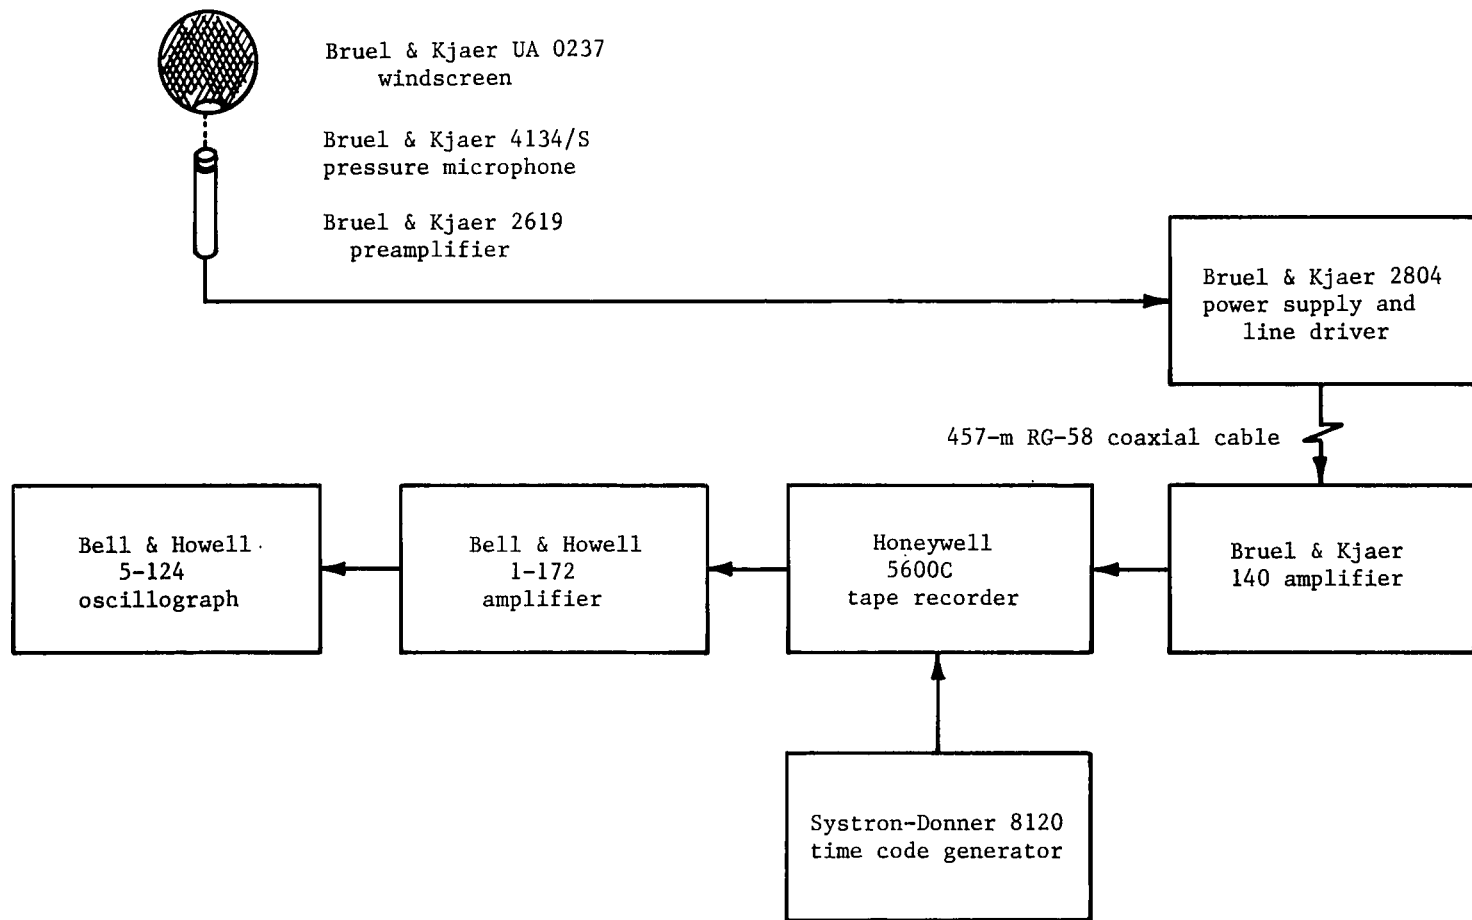 Bruel & Kjaer UA 0237
windscreen
Bruel & Kjaer 4134/S
pressure microphone
Bruel & Kjaer 2619
preamplifier
Bruel & Kjaer 2804
power supply and
line driver
457-m RG-58 coaxial cable
Bell & Howell
5-124
oscillograph
Bell & Howell
1-172
amplifier
Honeywell
5600C
tape recorder
Bruel & Kjaer
140 amplifier
Systron-Donner 8120
time code generator